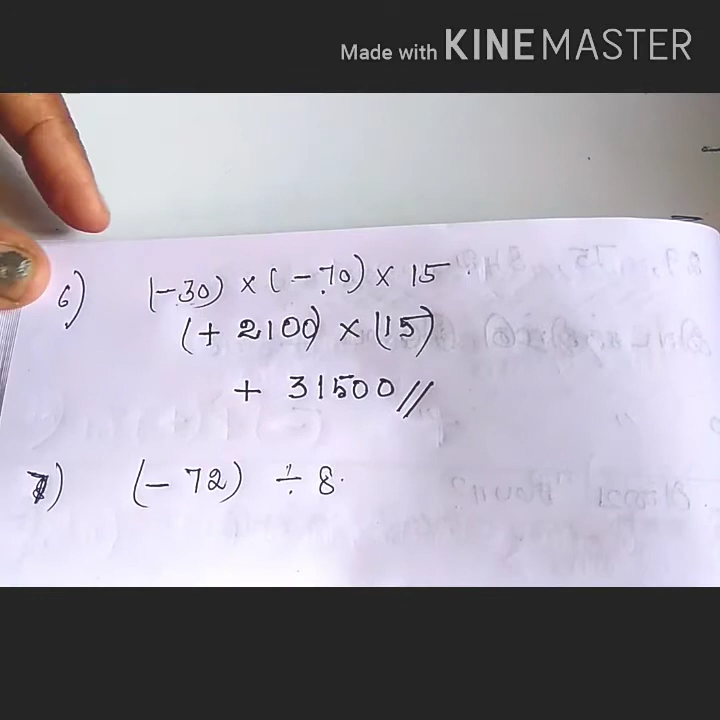 Made with KINEMASTER
6) (-30) × (-70) × 15
(+ 2100) × (15)
+ 31500 //
7) (- 72) ÷ 8.